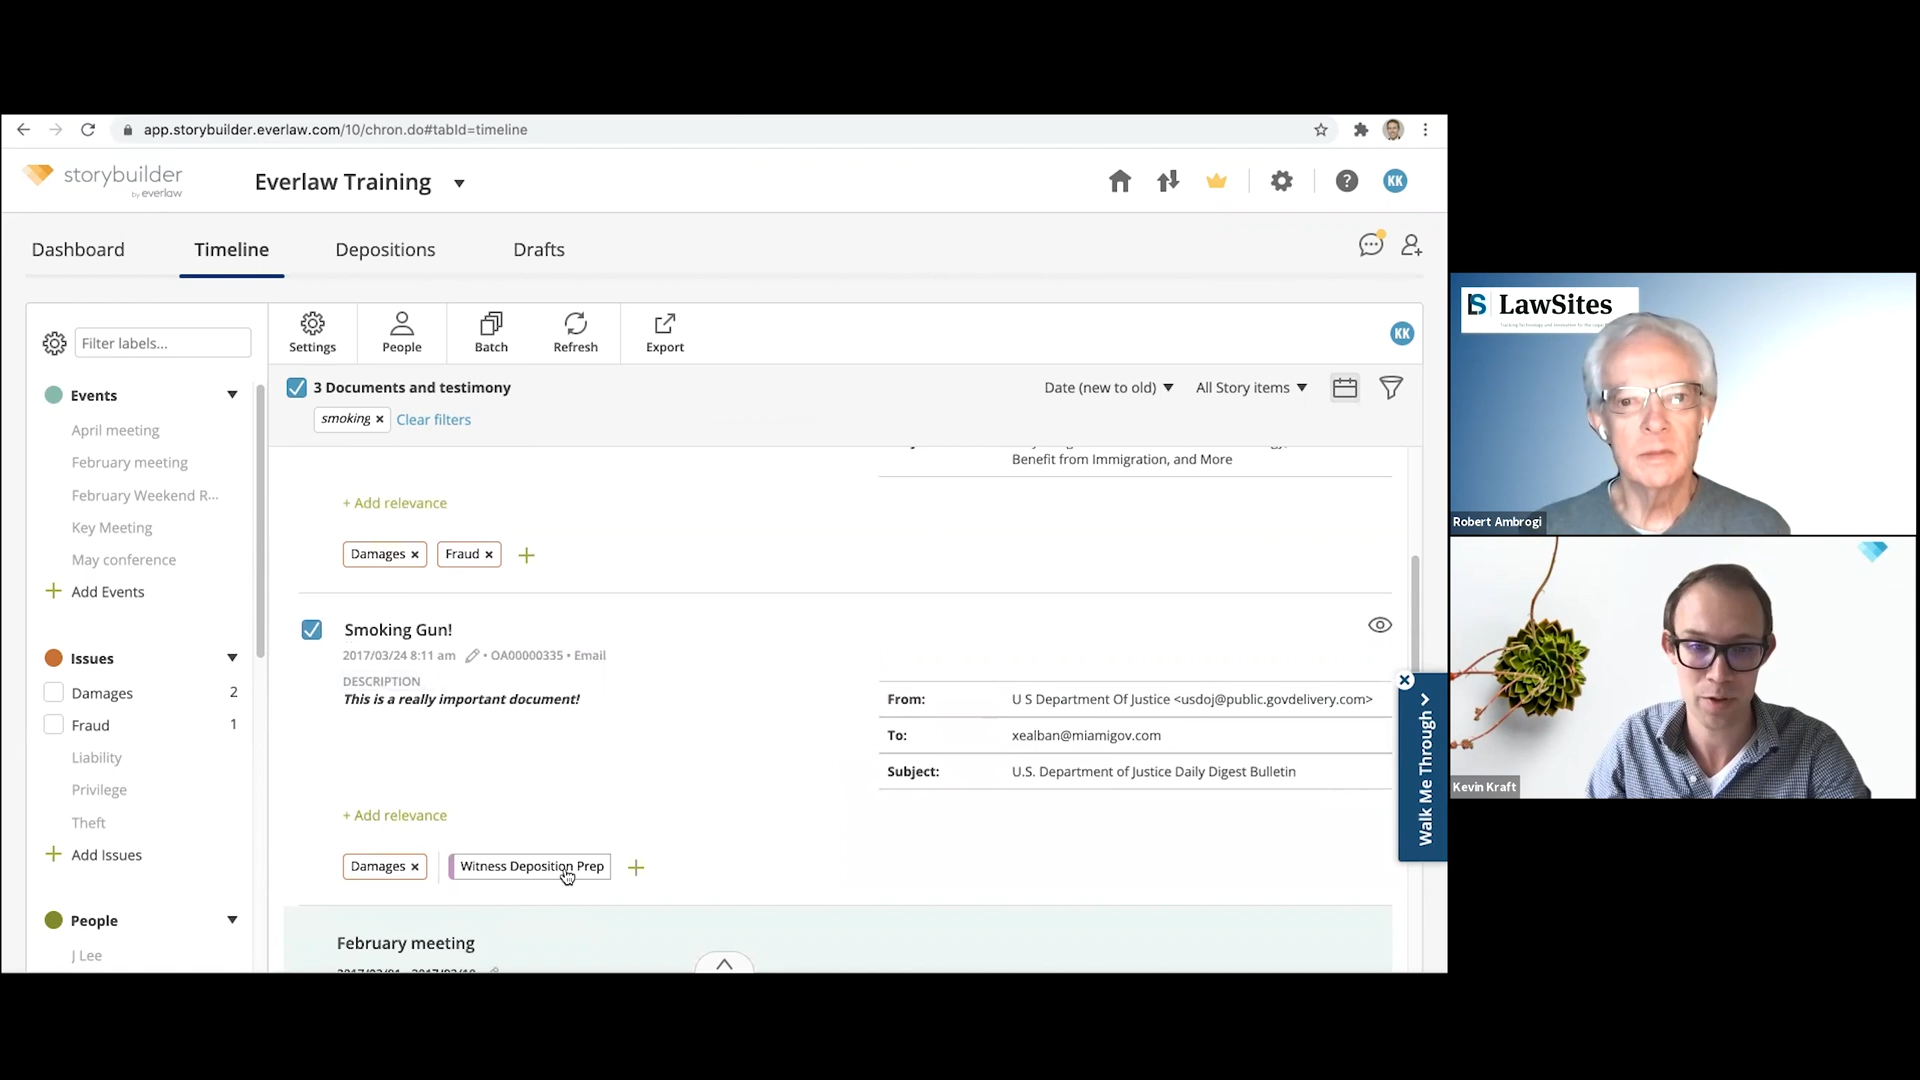 app.storybuilder.everlaw.com/10/chron.do#tabId=timeline
storybuilder
by everlaw
Everlaw Training
KK
Dashboard
Timeline
Depositions
Drafts
Filter labels...
Settings
People
Batch
Refresh
Export
KK
3 Documents and testimony
Date (new to old)
All Story items
smoking ×
Clear filters
Events
April meeting
February meeting
February Weekend R...
Key Meeting
May conference
+ Add Events
Issues
Damages 2
Fraud 1
Liability
Privilege
Theft
+ Add Issues
People
J Lee
Benefit from Immigration, and More
+ Add relevance
Damages ×
Fraud ×
+
Smoking Gun!
2017/03/24 8:11 am • OA00000335 • Email
DESCRIPTION
This is a really important document!
From: U S Department Of Justice <usdoj@public.govdelivery.com>
To: xealban@miamigov.com
Subject: U.S. Department of Justice Daily Digest Bulletin
+ Add relevance
Damages ×
Witness Deposition Prep
+
February meeting
Walk Me Through
LS LawSites
Robert Ambrogi
Kevin Kraft